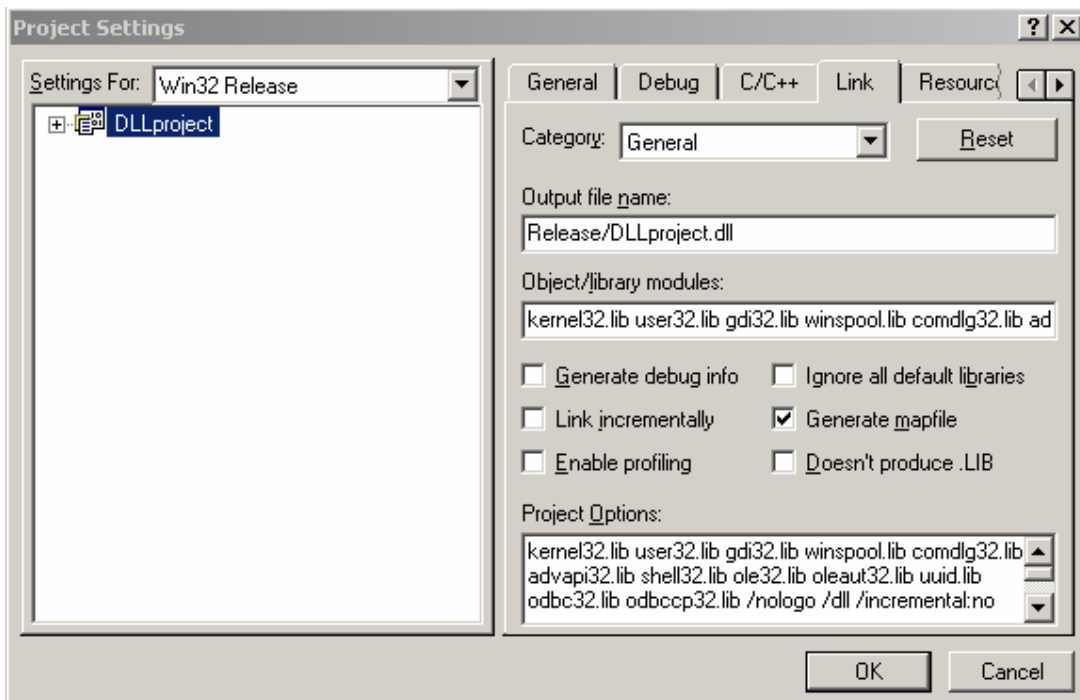 Project Settings
Settings For: Win32 Release
DLLproject
General Debug C/C++ Link Resourc
Category: General Reset
Output file name:
Release/DLLproject.dll
Object/library modules:
kernel32.lib user32.lib gdi32.lib winspool.lib comdlg32.lib ad
Generate debug info Ignore all default libraries
Link incrementally Generate mapfile
Enable profiling Doesn't produce .LIB
Project Options:
kernel32.lib user32.lib gdi32.lib winspool.lib comdlg32.lib
advapi32.lib shell32.lib ole32.lib oleaut32.lib uuid.lib
odbc32.lib odbccp32.lib /nologo /dll /incremental:no
OK Cancel